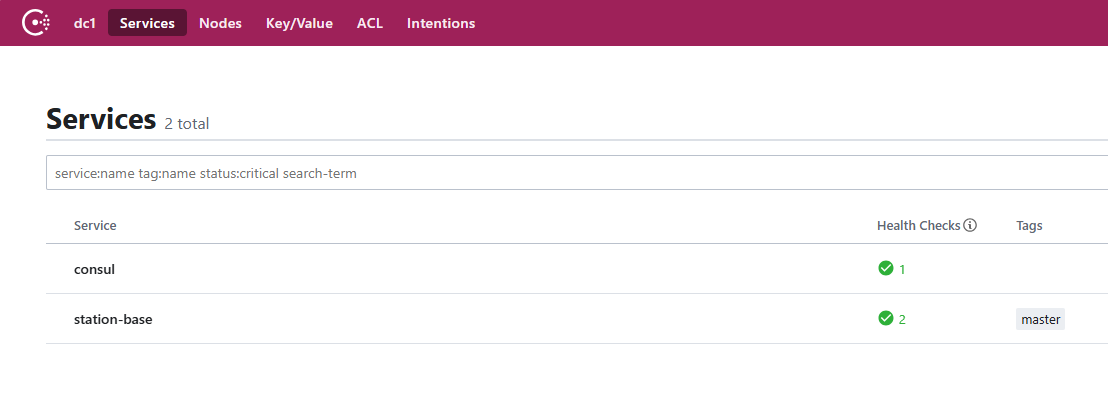 dc1 Services Nodes Key/Value ACL Intentions
Services 2 total
service:name tag:name status:critical search-term
Service Health Checks Tags
consul 1
station-base 2 master